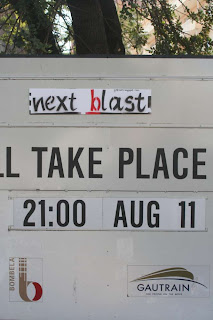 next blast
LL TAKE PLACE
21:00 AUG 11
BOMBELA
b
GAUTRAIN